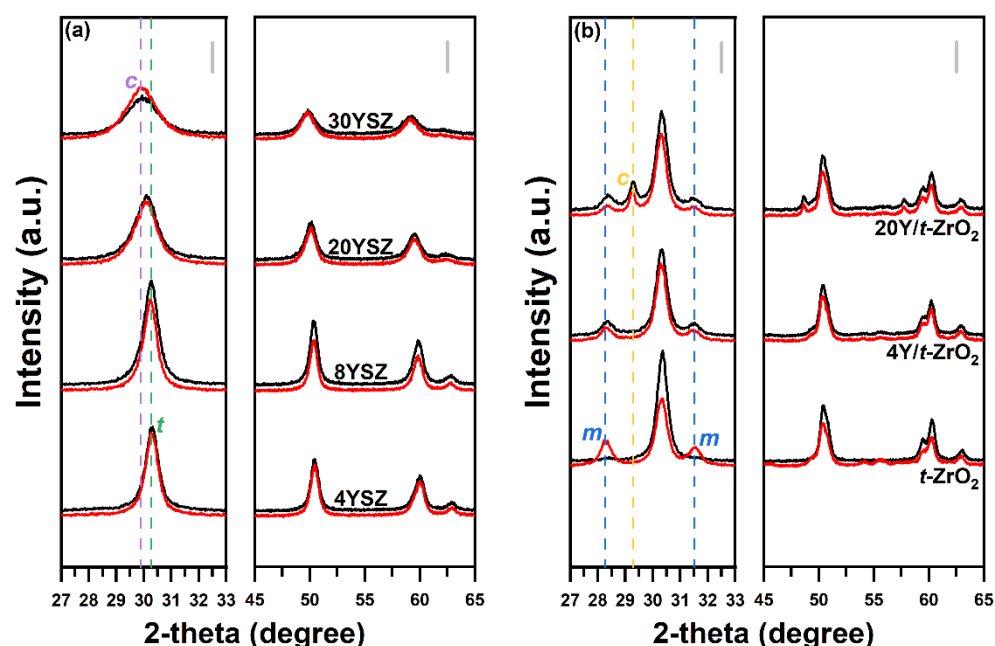 (a)
c
30YSZ
20YSZ
8YSZ
t
4YSZ
Intensity (a.u.)
27 28 29 30 31 32 33
45 50 55 60 65
2-theta (degree)
(b)
c
20Y/t-ZrO₂
4Y/t-ZrO₂
m
m
t-ZrO₂
Intensity (a.u.)
27 28 29 30 31 32 33
45 50 55 60 65
2-theta (degree)